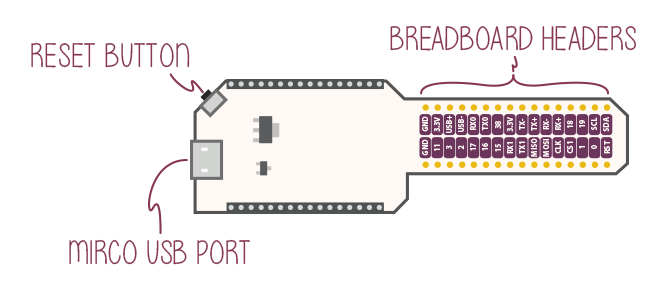 BREADBOARD HEADERS
RESET BUTTON
GND 3.3V USB+ USB- RX0 TX0 38 3.3V TX- TX+ RX- RX+ 18 19 SCL SDA
GND 11 3 2 17 16 15 RX1 TX1 MISO MOSI CLK CS1 1 0 RST
MIRCO USB PORT